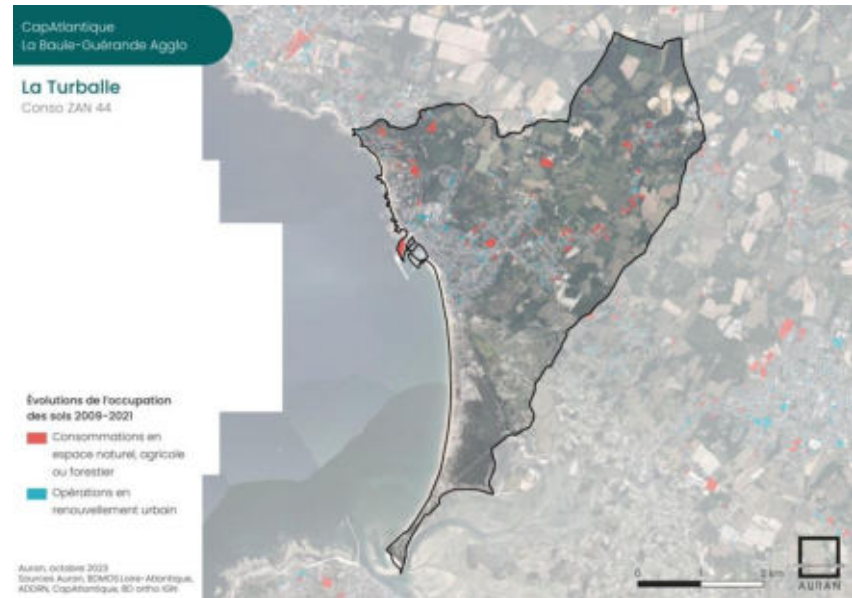 CapAtlantique
La Baule-Guérande Agglo
La Turballe
Conso ZAN 44
Évolutions de l'occupation
des sols 2009-2021
Consommations en
espace naturel, agricole
ou forestier
Opérations en
renouvellement urbain
Auran, octobre 2023
Sources Auran, BDMOS Loire-Atlantique,
ADDRN, CapAtlantique, BD ortho IGN
0 1 2 km
AURAN